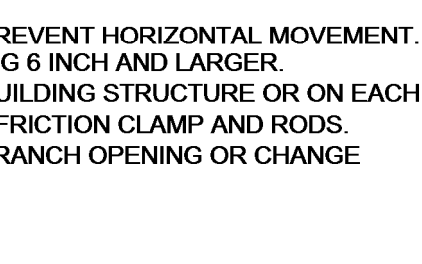 REVENT HORIZONTAL MOVEMENT.
G 6 INCH AND LARGER.
UILDING STRUCTURE OR ON EACH
FRICTION CLAMP AND RODS.
RANCH OPENING OR CHANGE